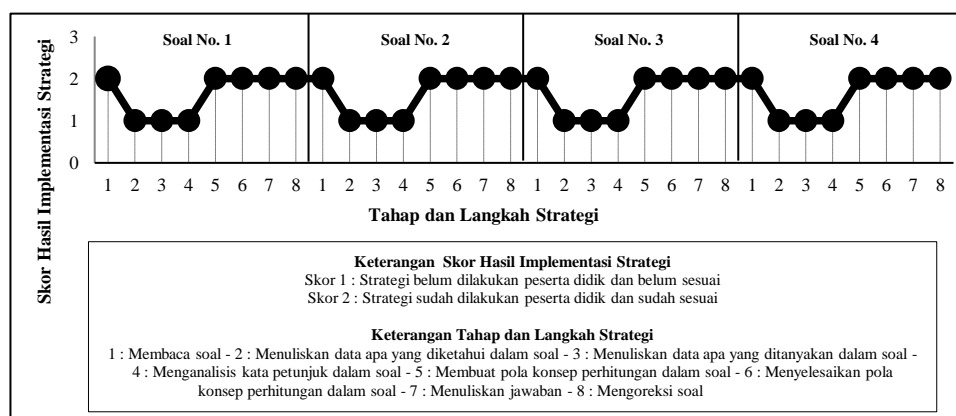 Soal No. 1 Soal No. 2 Soal No. 3 Soal No. 4
3
2
1
0
Skor Hasil Implementasi Strategi
1 2 3 4 5 6 7 8 1 2 3 4 5 6 7 8 1 2 3 4 5 6 7 8 1 2 3 4 5 6 7 8
Tahap dan Langkah Strategi
Keterangan Skor Hasil Implementasi Strategi
Skor 1 : Strategi belum dilakukan peserta didik dan belum sesuai
Skor 2 : Strategi sudah dilakukan peserta didik dan sudah sesuai
Keterangan Tahap dan Langkah Strategi
1 : Membaca soal - 2 : Menuliskan data apa yang diketahui dalam soal - 3 : Menuliskan data apa yang ditanyakan dalam soal -
4 : Menganalisis kata petunjuk dalam soal - 5 : Membuat pola konsep perhitungan dalam soal - 6 : Menyelesaikan pola
konsep perhitungan dalam soal - 7 : Menuliskan jawaban - 8 : Mengoreksi soal